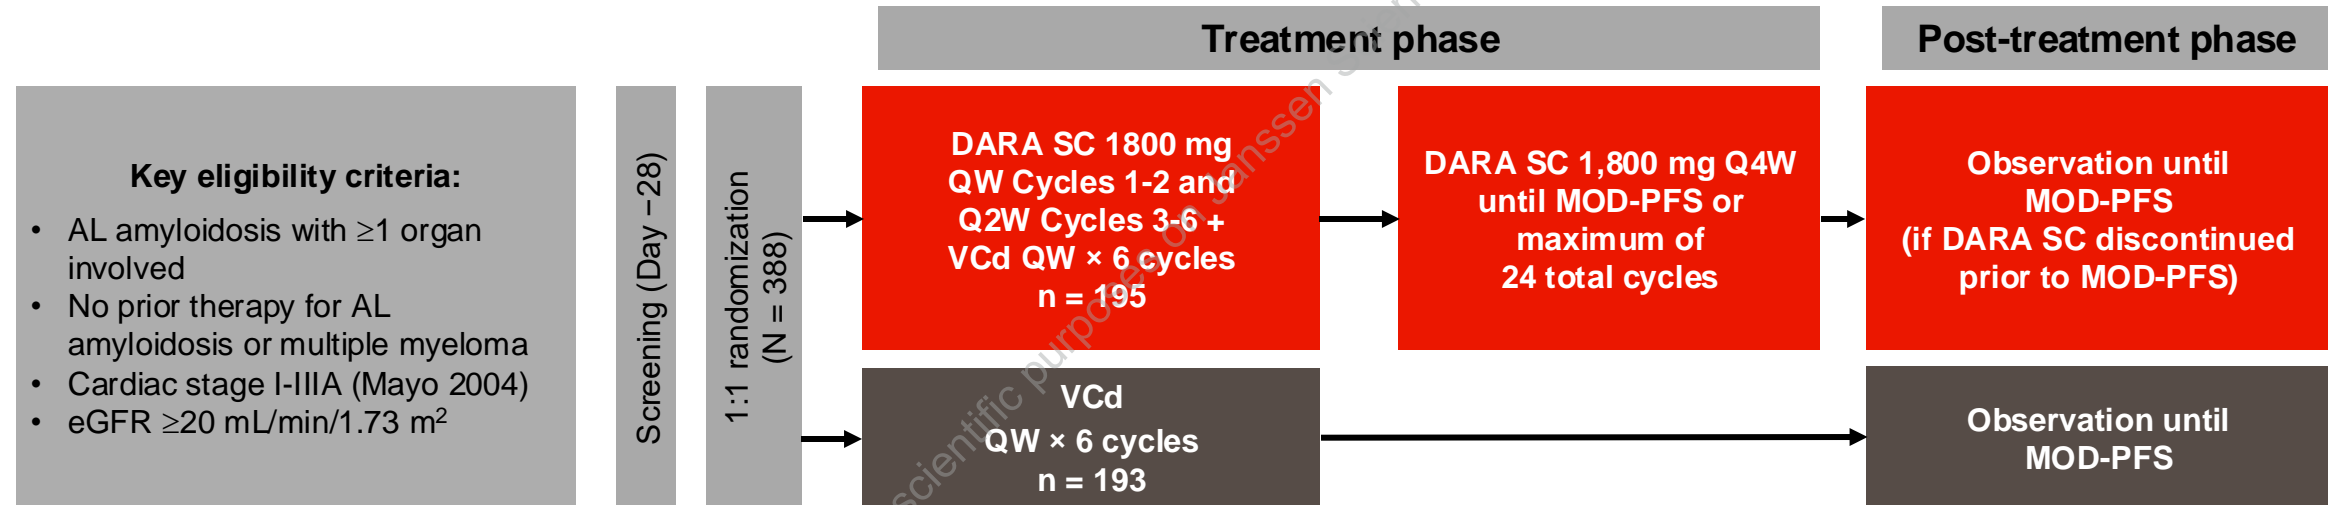 Treatment phase
Post-treatment phase
Key eligibility criteria:
• AL amyloidosis with ≥1 organ
involved
• No prior therapy for AL
amyloidosis or multiple myeloma
• Cardiac stage I-IIIA (Mayo 2004)
• eGFR ≥20 mL/min/1.73 m²
Screening (Day −28)
1:1 randomization
(N = 388)
DARA SC 1800 mg
QW Cycles 1-2 and
Q2W Cycles 3-6 +
VCd QW × 6 cycles
n = 195
DARA SC 1,800 mg Q4W
until MOD-PFS or
maximum of
24 total cycles
Observation until
MOD-PFS
(if DARA SC discontinued
prior to MOD-PFS)
VCd
QW × 6 cycles
n = 193
Observation until
MOD-PFS
scientific purposes on Janssen